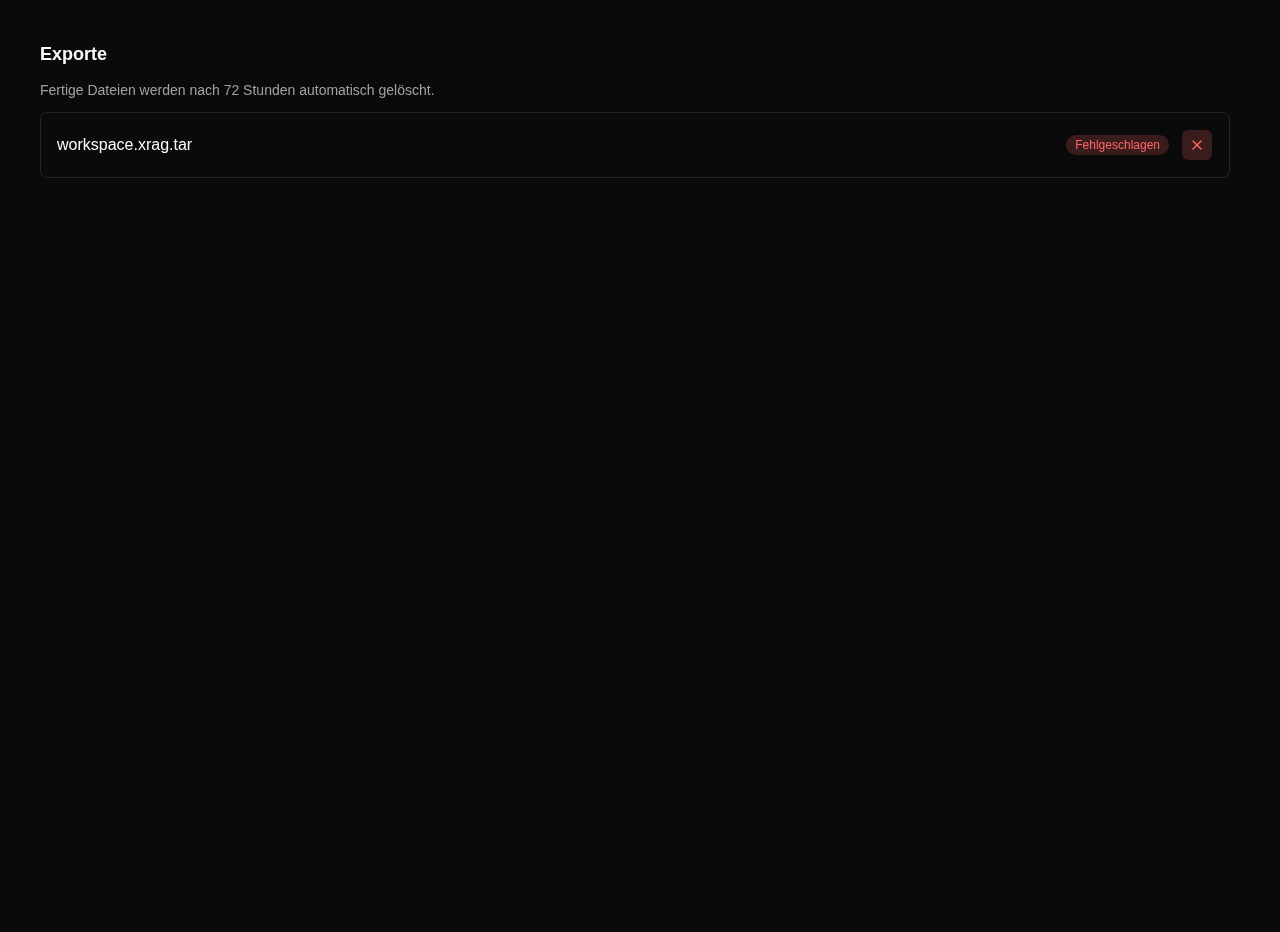 Exporte
Fertige Dateien werden nach 72 Stunden automatisch gelöscht.
workspace.xrag.tar
Fehlgeschlagen